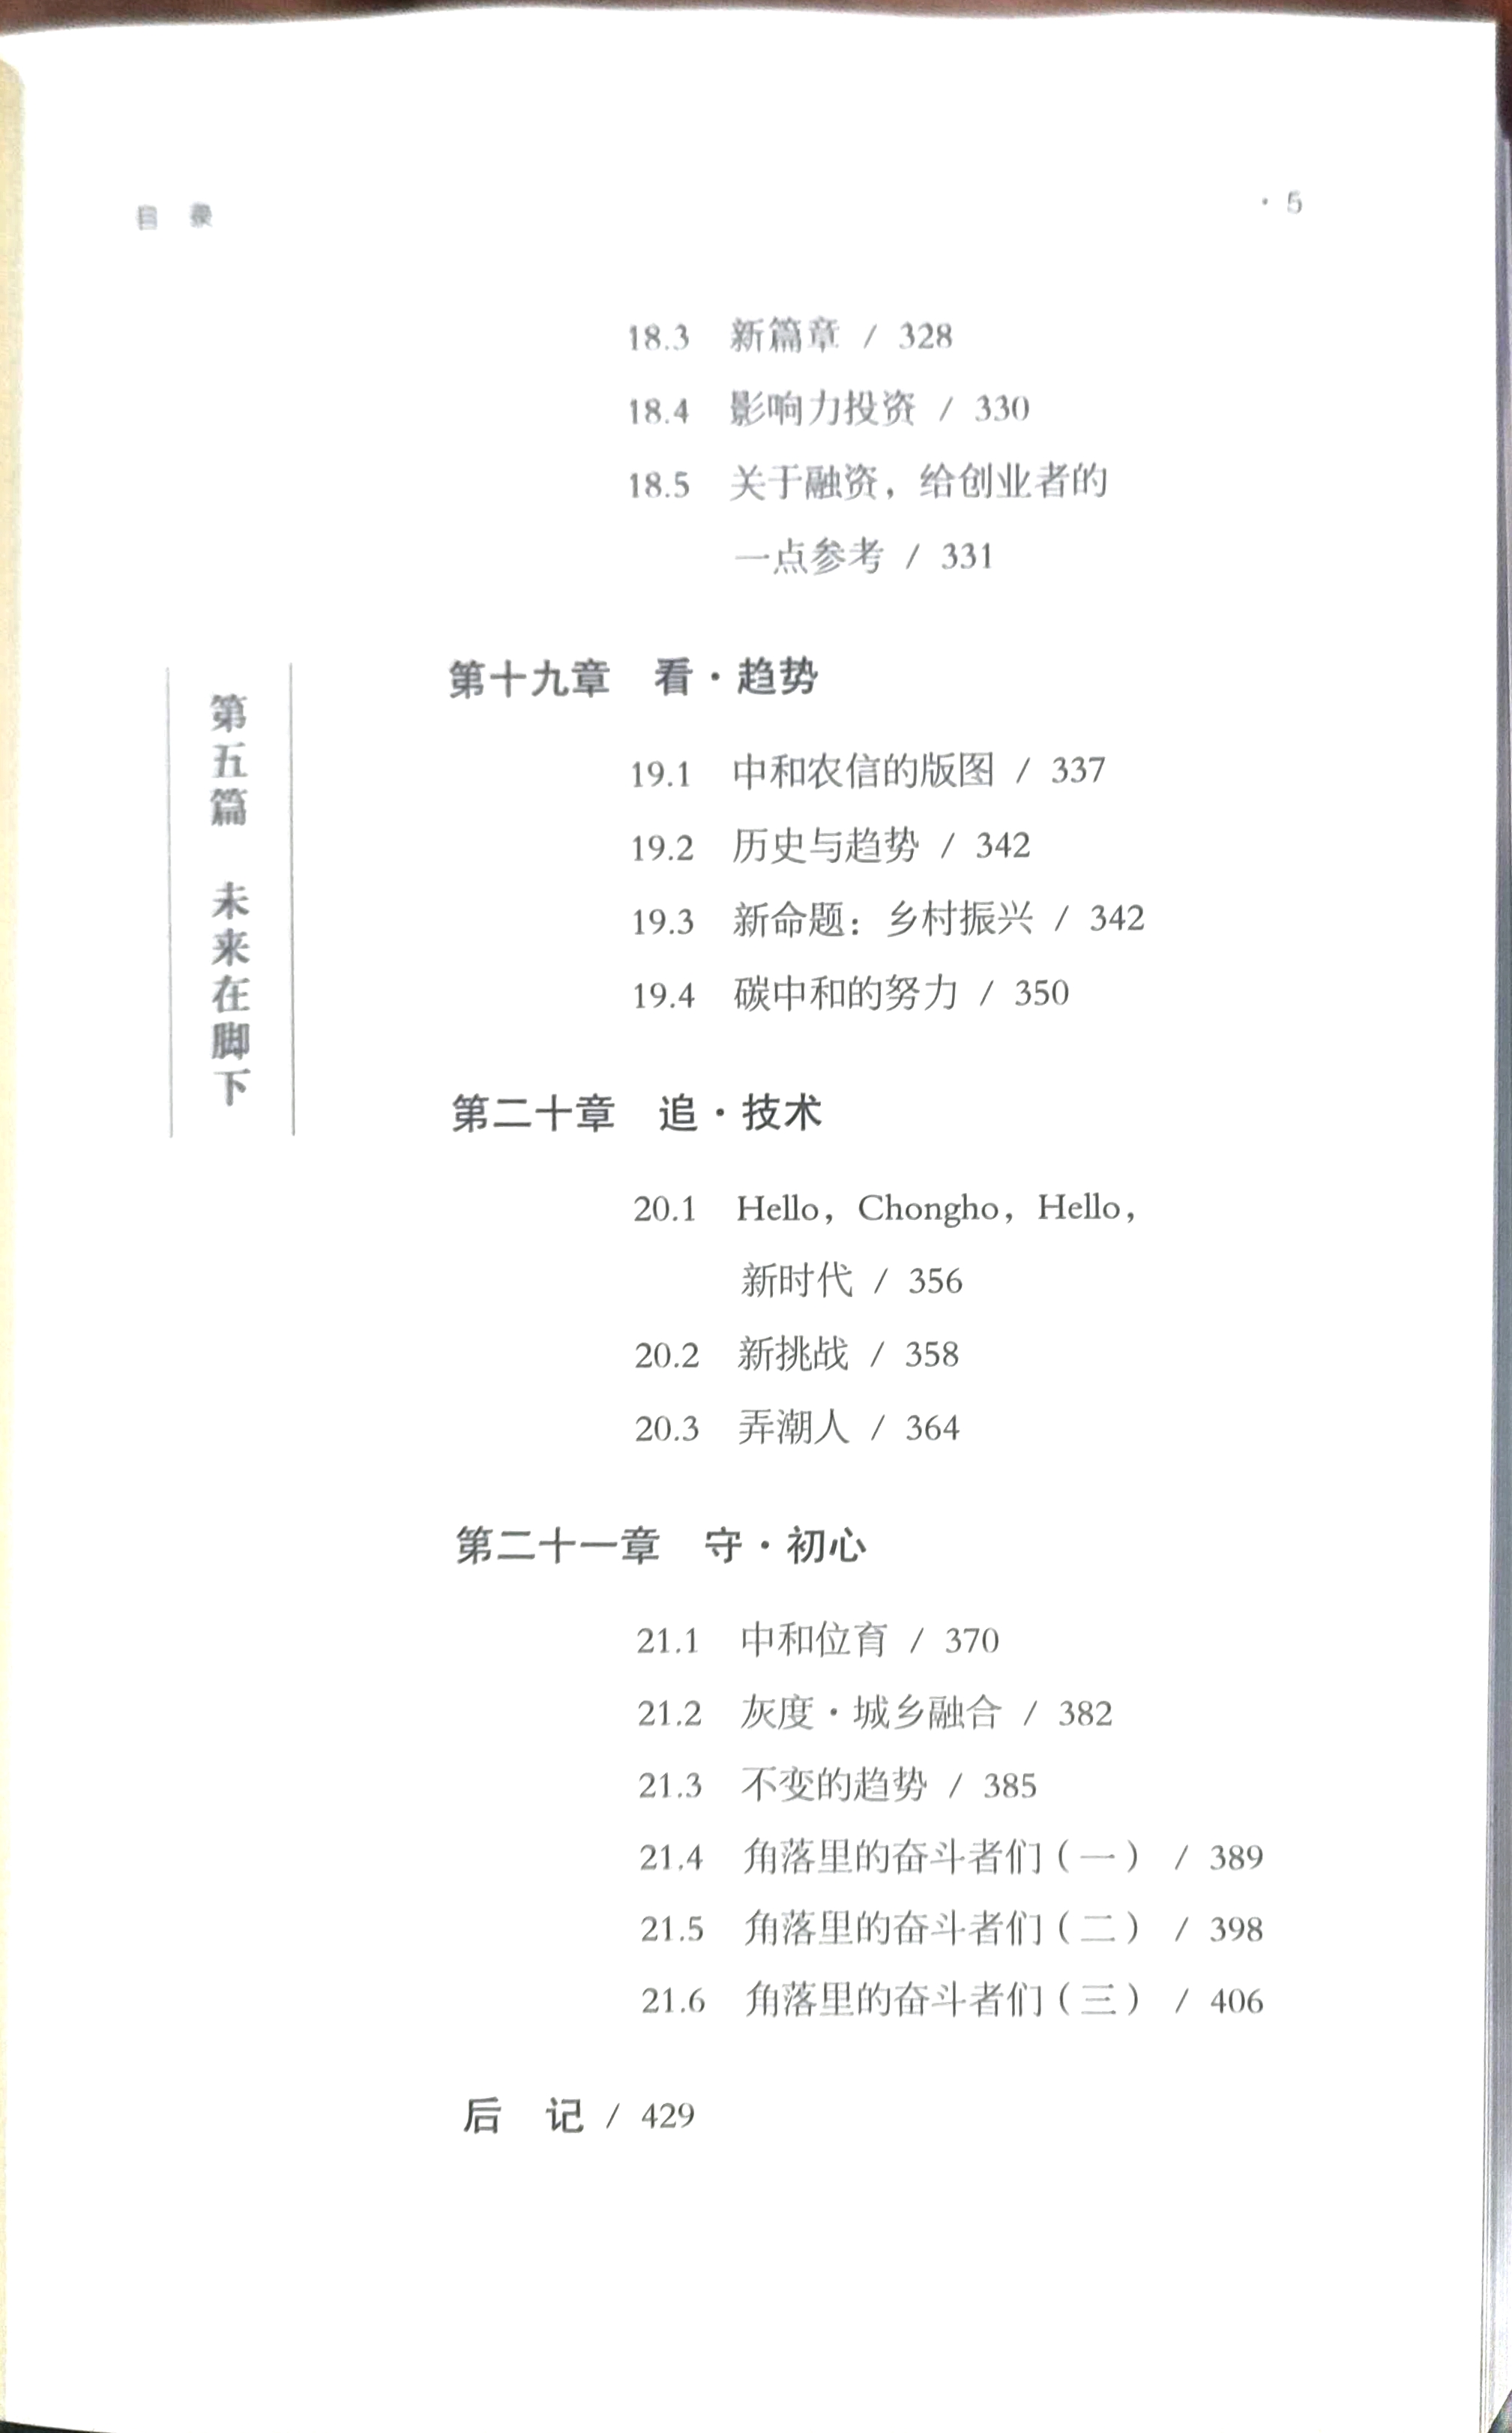 目 录
· 5
18.3 新篇章 / 328
18.4 影响力投资 / 330
18.5 关于融资，给创业者的
一点参考 / 331
第五篇 未来在脚下
第十九章 看·趋势
19.1 中和农信的版图 / 337
19.2 历史与趋势 / 342
19.3 新命题：乡村振兴 / 342
19.4 碳中和的努力 / 350
第二十章 追·技术
20.1 Hello，Chongho，Hello，
新时代 / 356
20.2 新挑战 / 358
20.3 弄潮人 / 364
第二十一章 守·初心
21.1 中和位育 / 370
21.2 灰度·城乡融合 / 382
21.3 不变的趋势 / 385
21.4 角落里的奋斗者们（一） / 389
21.5 角落里的奋斗者们（二） / 398
21.6 角落里的奋斗者们（三） / 406
后 记 / 429